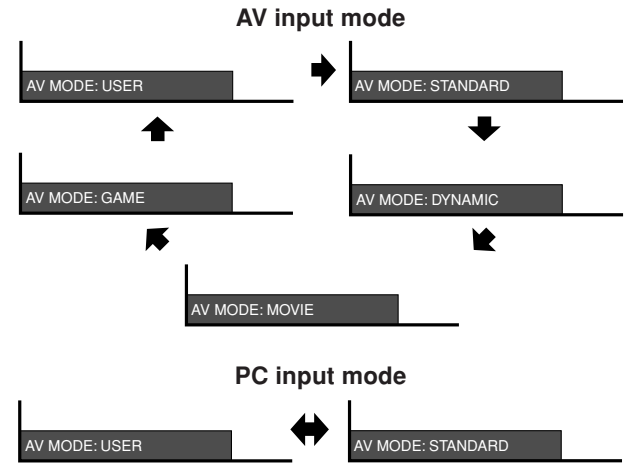 AV input mode
AV MODE: USER
AV MODE: STANDARD
AV MODE: GAME
AV MODE: DYNAMIC
AV MODE: MOVIE
PC input mode
AV MODE: USER
AV MODE: STANDARD